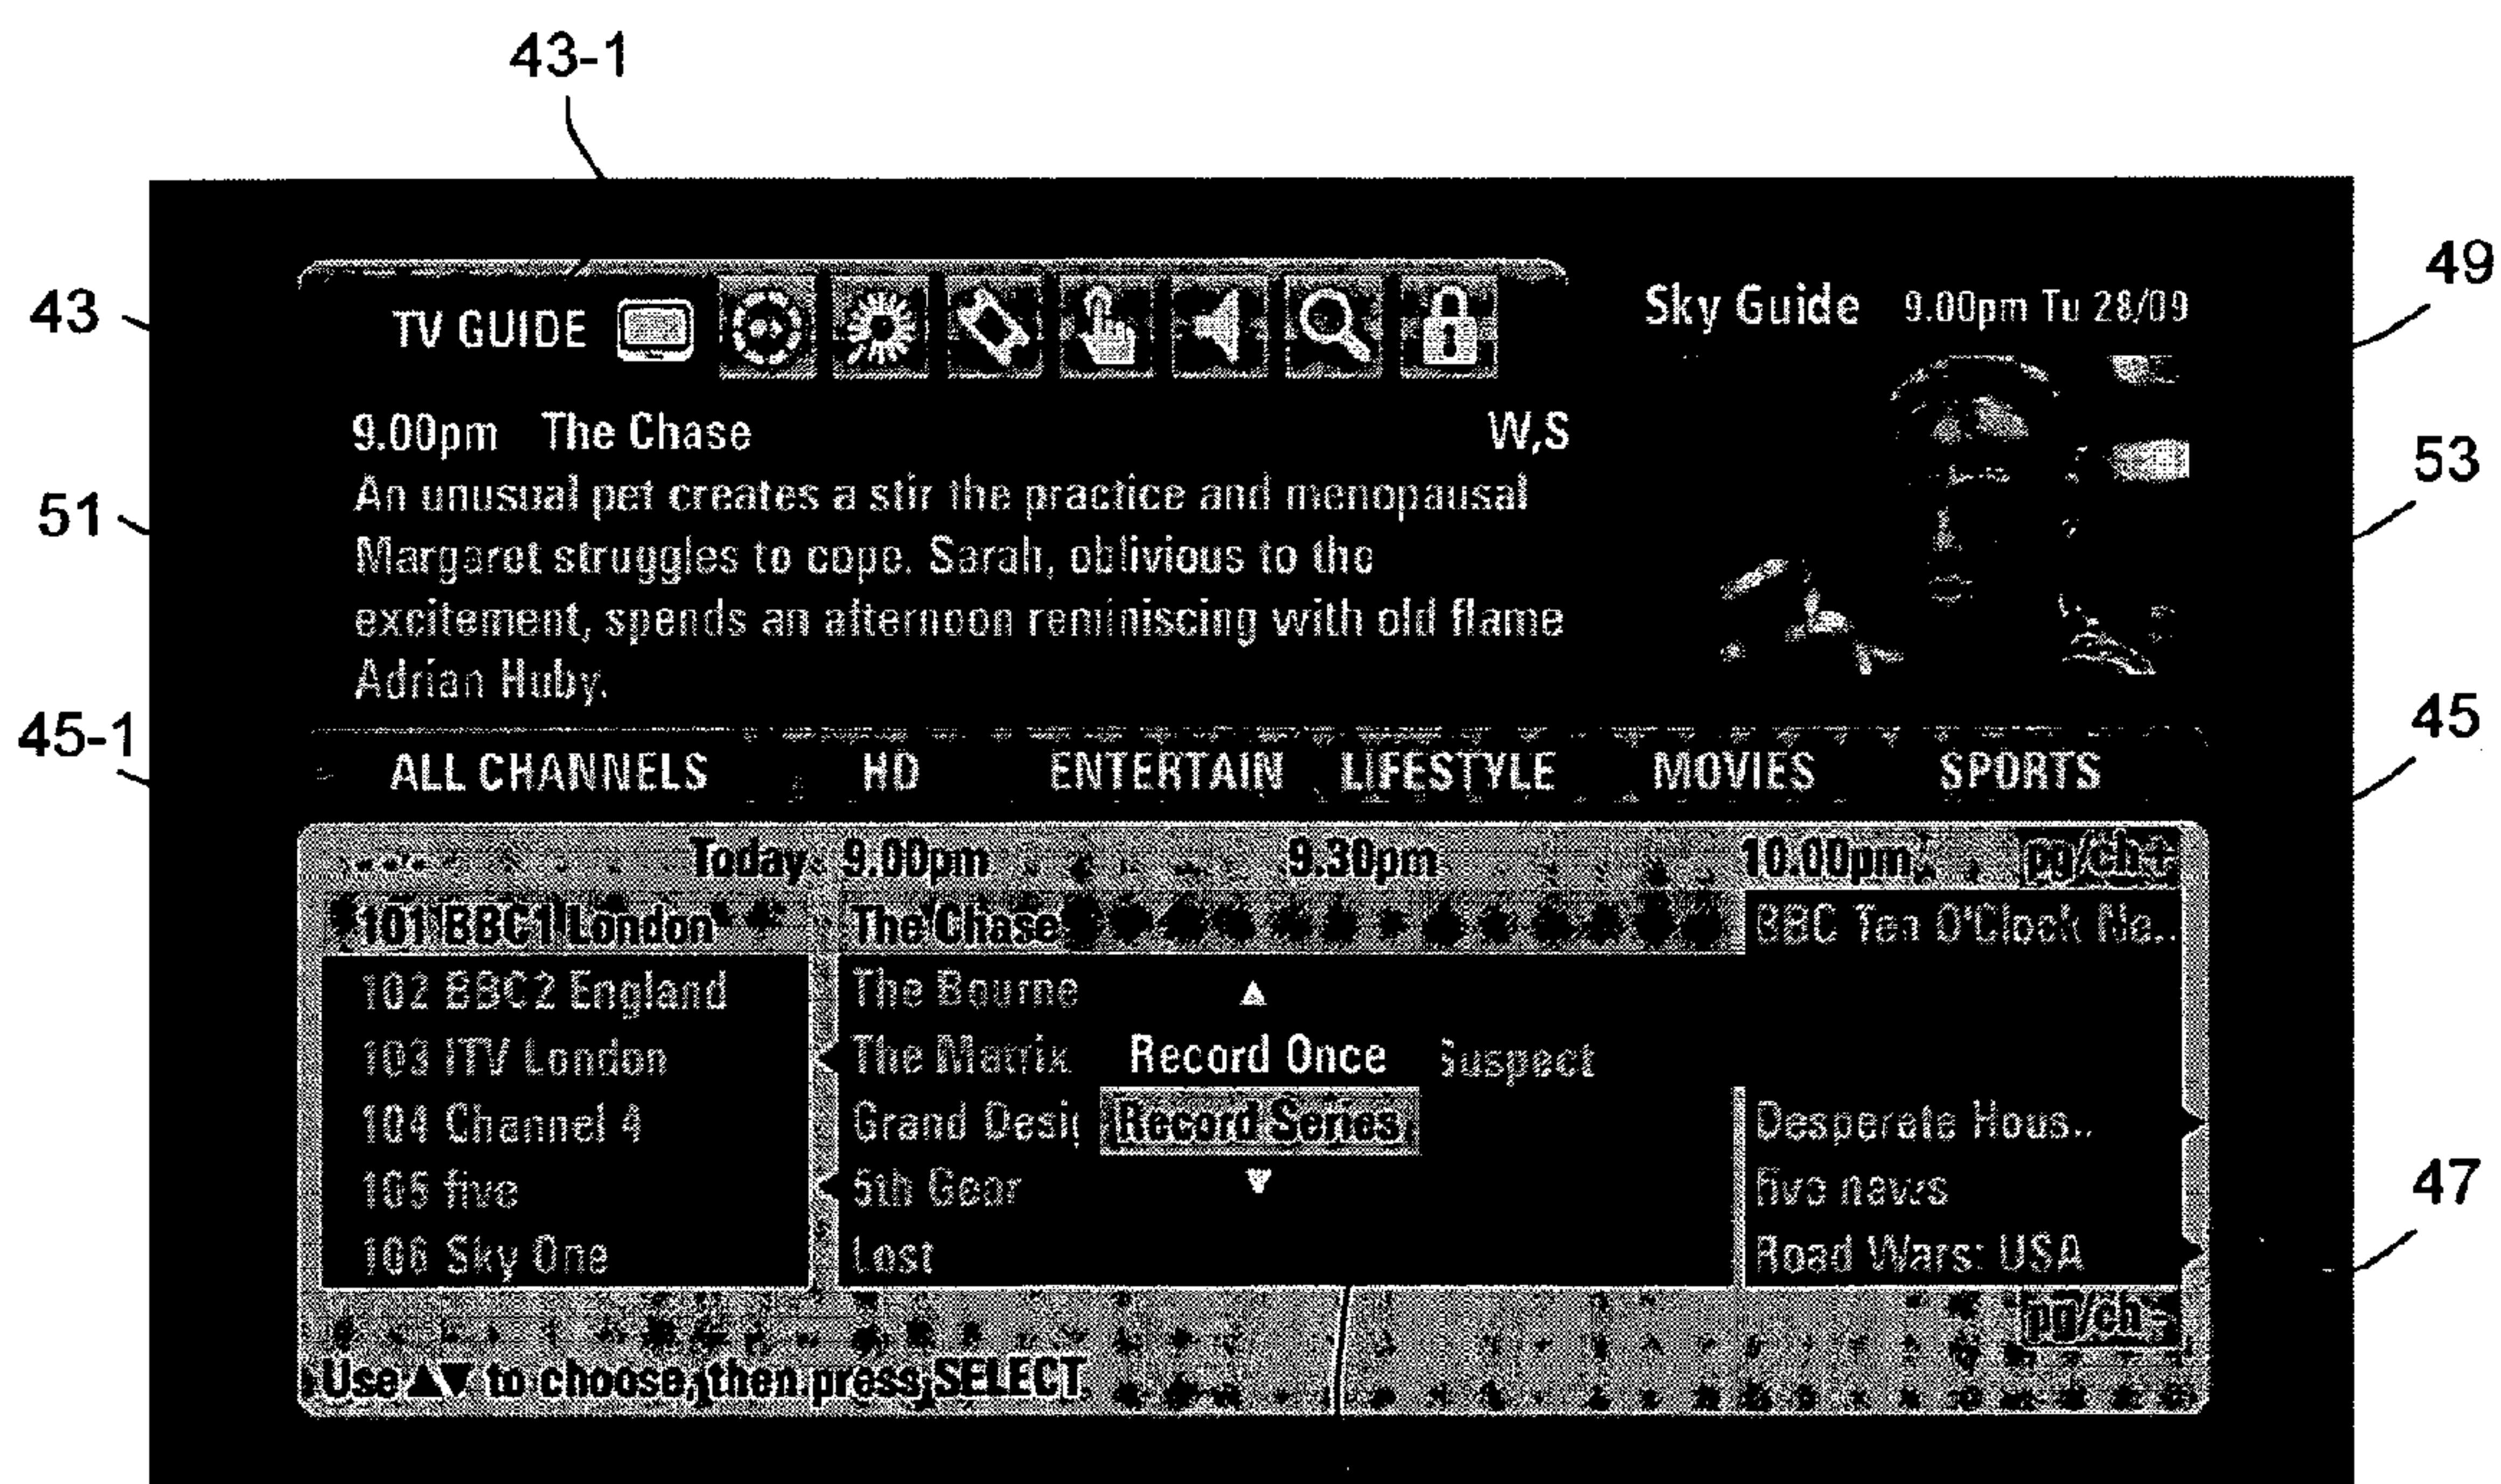 43-1
43
TV GUIDE
Sky Guide 9.00pm Tu 28/09
49
9.00pm The Chase W,S
53
An unusual pet creates a stir the practice and menopausal
51
Margaret struggles to cope. Sarah, oblivious to the
excitement, spends an afternoon reminiscing with old flame
Adrian Huby.
45-1
45
ALL CHANNELS HD ENTERTAIN LIFESTYLE MOVIES SPORTS
Today 9.00pm 9.30pm 10.00pm pg/ch+
101 BBC1 London The Chase BBC Ten O'Clock Ne..
102 BBC2 England The Bourne ▲
103 ITV London The Matrix Record Once Suspect
104 Channel 4 Grand Desig Record Series Desperate Hous..
105 five 5th Gear ▼ five news
47
106 Sky One Lost Road Wars: USA
pg/ch-
Use ▲▼ to choose, then press SELECT